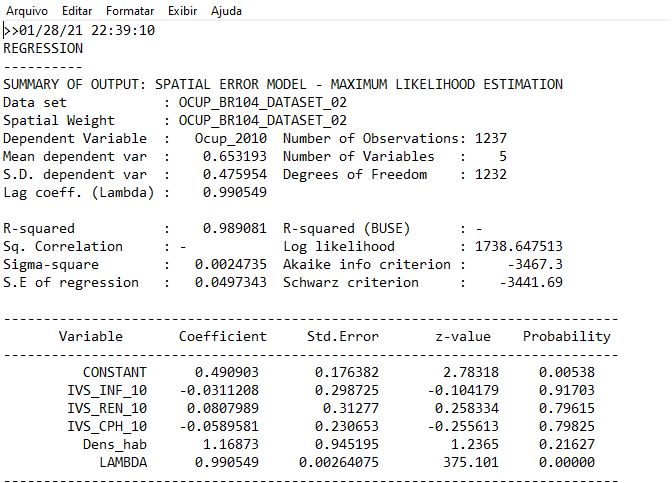 Arquivo Editar Formatar Exibir Ajuda
>>01/28/21 22:39:10
REGRESSION
----------
SUMMARY OF OUTPUT: SPATIAL ERROR MODEL - MAXIMUM LIKELIHOOD ESTIMATION
Data set            : OCUP_BR104_DATASET_02
Spatial Weight      : OCUP_BR104_DATASET_02
Dependent Variable  :   Ocup_2010  Number of Observations: 1237
Mean dependent var  :    0.653193  Number of Variables   :    5
S.D. dependent var  :    0.475954  Degrees of Freedom    : 1232
Lag coeff. (Lambda) :    0.990549

R-squared           :    0.989081  R-squared (BUSE)      : -
Sq. Correlation     : -            Log likelihood        : 1738.647513
Sigma-square        :   0.0024735  Akaike info criterion :     -3467.3
S.E of regression   :   0.0497343  Schwarz criterion     :    -3441.69

-----------------------------------------------------------------------------
       Variable       Coefficient     Std.Error       z-value    Probability
-----------------------------------------------------------------------------
          CONSTANT     0.490903      0.176382       2.78318    0.00538
        IVS_INF_10   -0.0311208      0.298725     -0.104179    0.91703
        IVS_REN_10    0.0807989       0.31277      0.258334    0.79615
        IVS_CPH_10   -0.0589581      0.230653     -0.255613    0.79825
          Dens_hab      1.16873      0.945195        1.2365    0.21627
            LAMBDA     0.990549    0.00264075       375.101    0.00000
-----------------------------------------------------------------------------